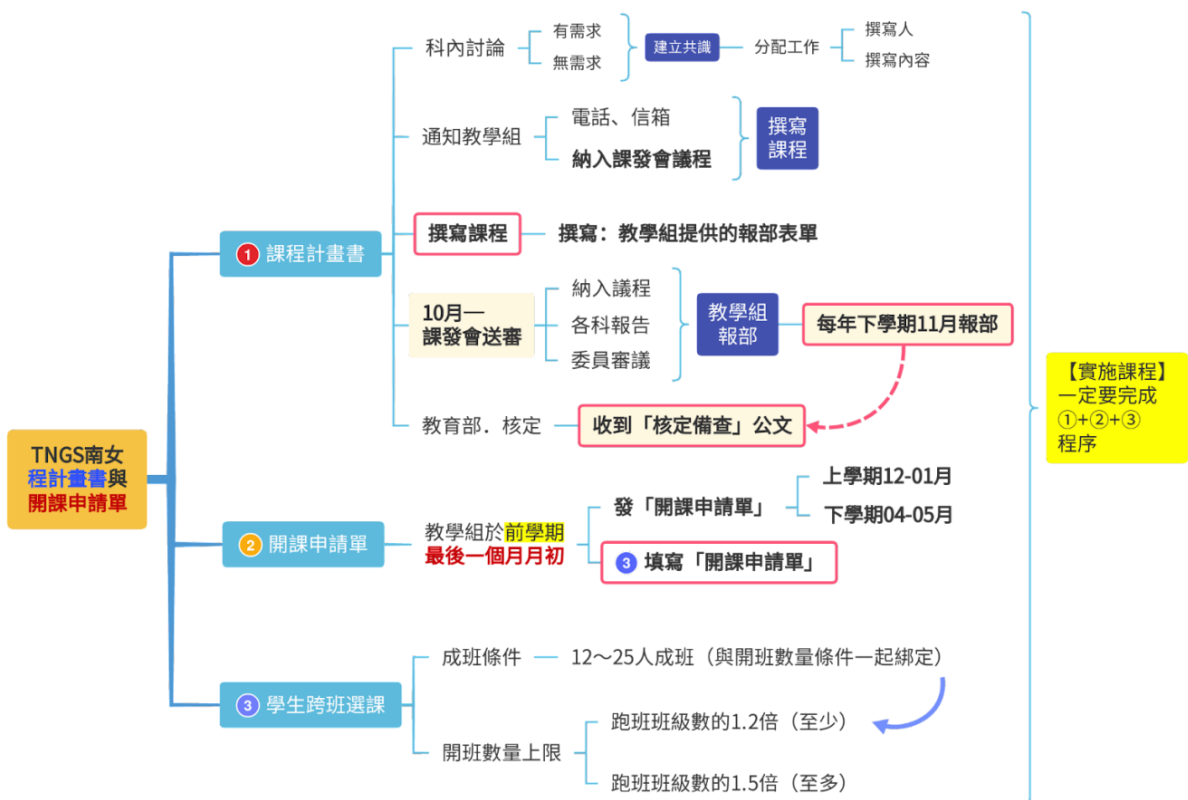 TNGS南女
程計畫書與
開課申請單
1 課程計畫書
科內討論
有需求
無需求
建立共識
分配工作
撰寫人
撰寫內容
通知教學組
電話、信箱
納入課發會議程
撰寫
課程
撰寫課程
撰寫：教學組提供的報部表單
10月—
課發會送審
納入議程
各科報告
委員審議
教學組
報部
每年下學期11月報部
教育部．核定
收到「核定備查」公文
2 開課申請單
教學組於前學期
最後一個月月初
發「開課申請單」
上學期12-01月
下學期04-05月
3 填寫「開課申請單」
3 學生跨班選課
成班條件
12～25人成班（與開班數量條件一起綁定）
開班數量上限
跑班班級數的1.2倍（至少）
跑班班級數的1.5倍（至多）
【實施課程】
一定要完成
①+②+③
程序